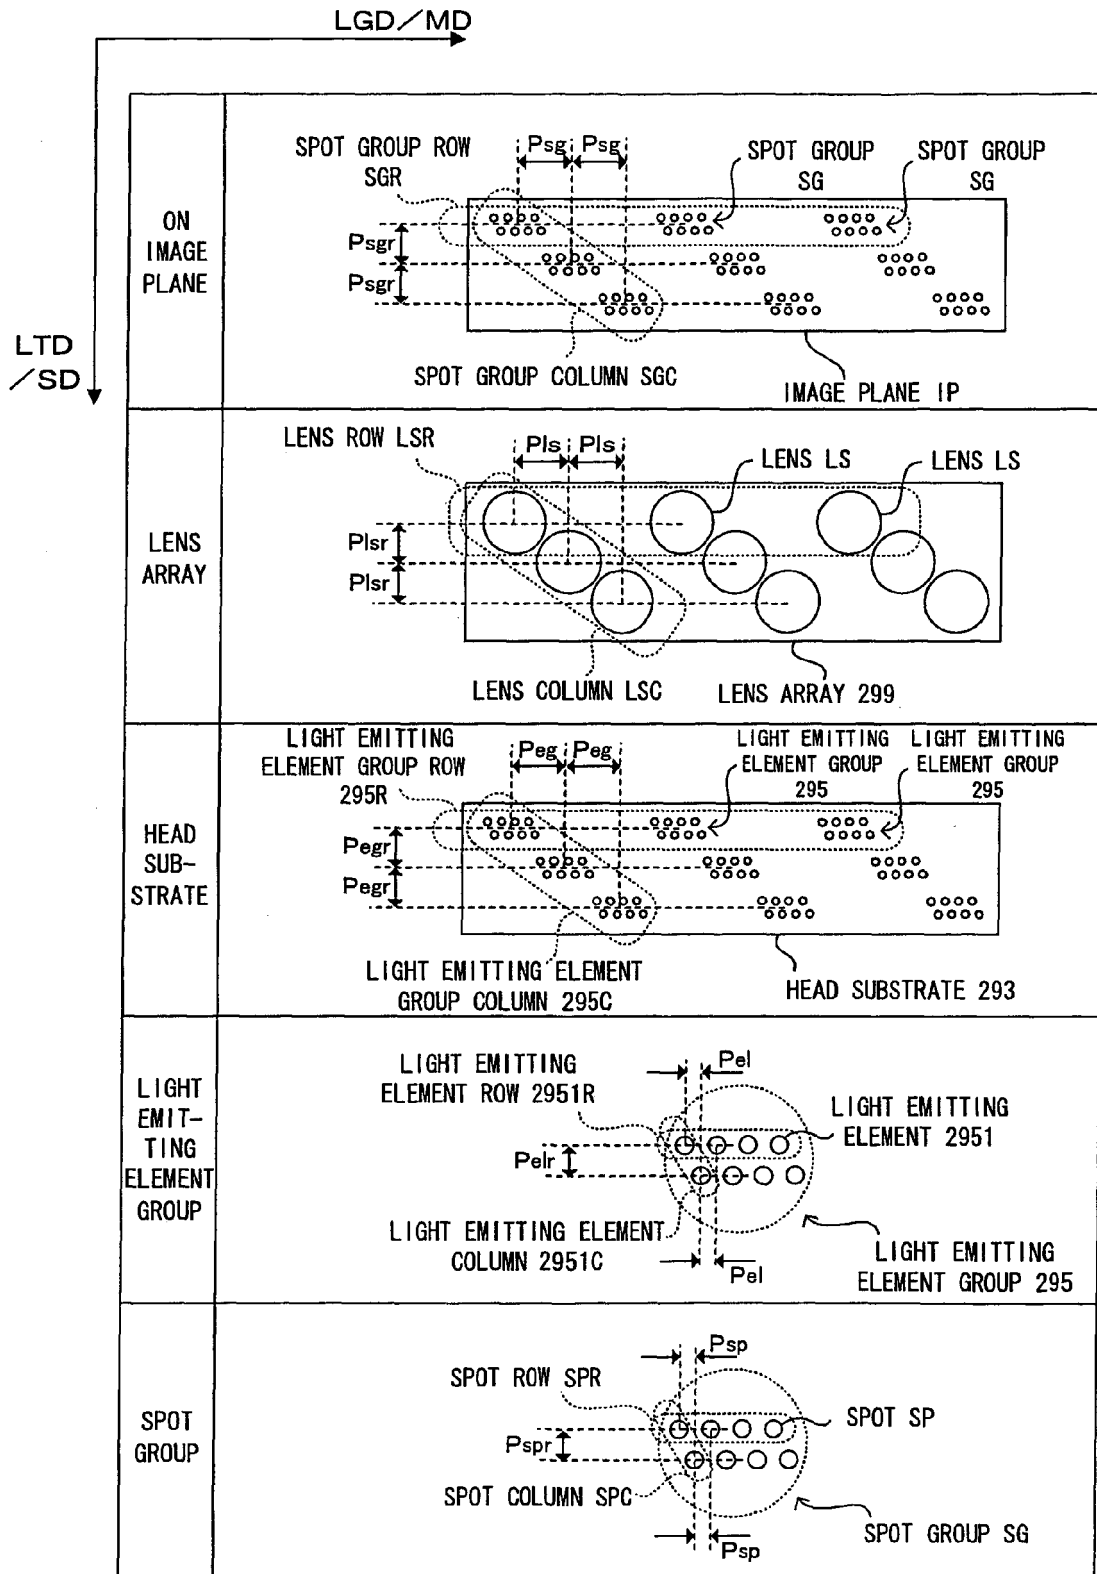 LGD/MD
LTD
/SD
ON
IMAGE
PLANE
SPOT GROUP ROW
SGR
Psg
Psg
SPOT GROUP
SG
SPOT GROUP
SG
Psgr
Psgr
SPOT GROUP COLUMN SGC
IMAGE PLANE IP
LENS
ARRAY
LENS ROW LSR
Pls
Pls
LENS LS
LENS LS
Plsr
Plsr
LENS COLUMN LSC
LENS ARRAY 299
HEAD
SUB-
STRATE
LIGHT EMITTING
ELEMENT GROUP ROW
295R
Peg
Peg
LIGHT EMITTING
ELEMENT GROUP
295
LIGHT EMITTING
ELEMENT GROUP
295
Pegr
Pegr
LIGHT EMITTING ELEMENT
GROUP COLUMN 295C
HEAD SUBSTRATE 293
LIGHT
EMIT-
TING
ELEMENT
GROUP
LIGHT EMITTING
ELEMENT ROW 2951R
Pel
LIGHT EMITTING
ELEMENT 2951
Pelr
LIGHT EMITTING ELEMENT
COLUMN 2951C
Pel
LIGHT EMITTING
ELEMENT GROUP 295
SPOT
GROUP
Psp
SPOT ROW SPR
SPOT SP
Pspr
SPOT COLUMN SPC
Psp
SPOT GROUP SG